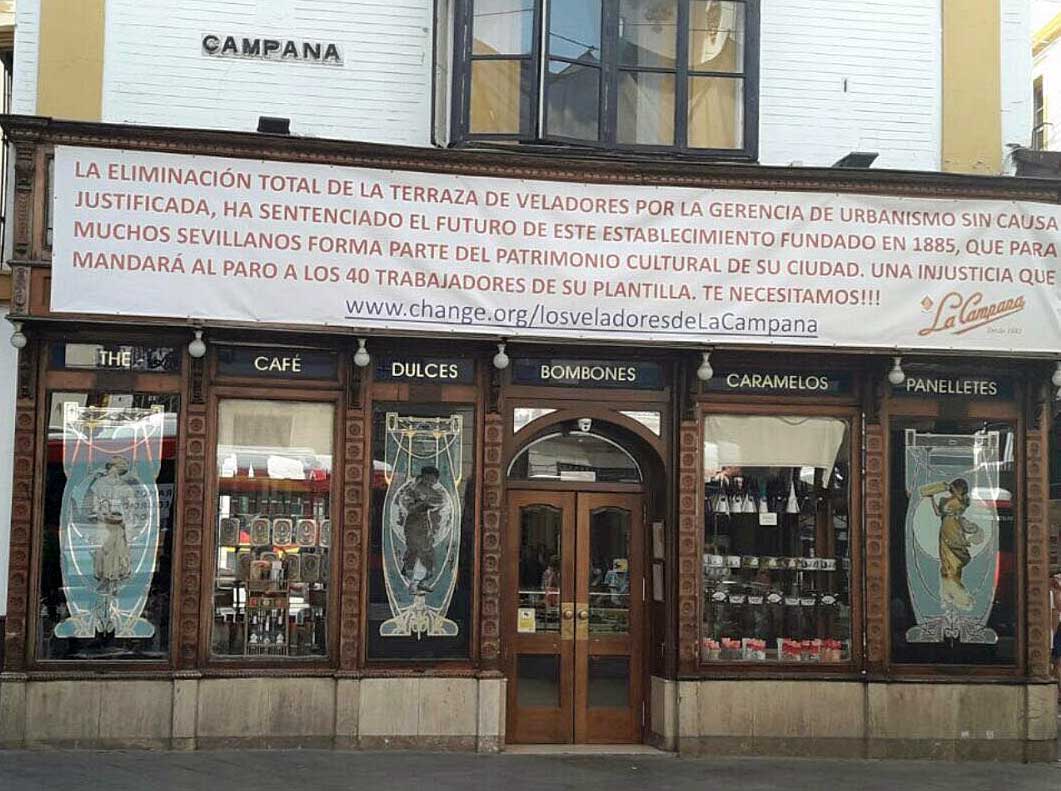 CAMPANA
LA ELIMINACIÓN TOTAL DE LA TERRAZA DE VELADORES POR LA GERENCIA DE URBANISMO SIN CAUSA
JUSTIFICADA, HA SENTENCIADO EL FUTURO DE ESTE ESTABLECIMIENTO FUNDADO EN 1885, QUE PARA
MUCHOS SEVILLANOS FORMA PARTE DEL PATRIMONIO CULTURAL DE SU CIUDAD. UNA INJUSTICIA QUE
MANDARÁ AL PARO A LOS 40 TRABAJADORES DE SU PLANTILLA. TE NECESITAMOS!!!
www.change.org/losveladoresdeLaCampana
La Campana
Desde 1885
THE
CAFÉ
DULCES
BOMBONES
CARAMELOS
PANELLETES